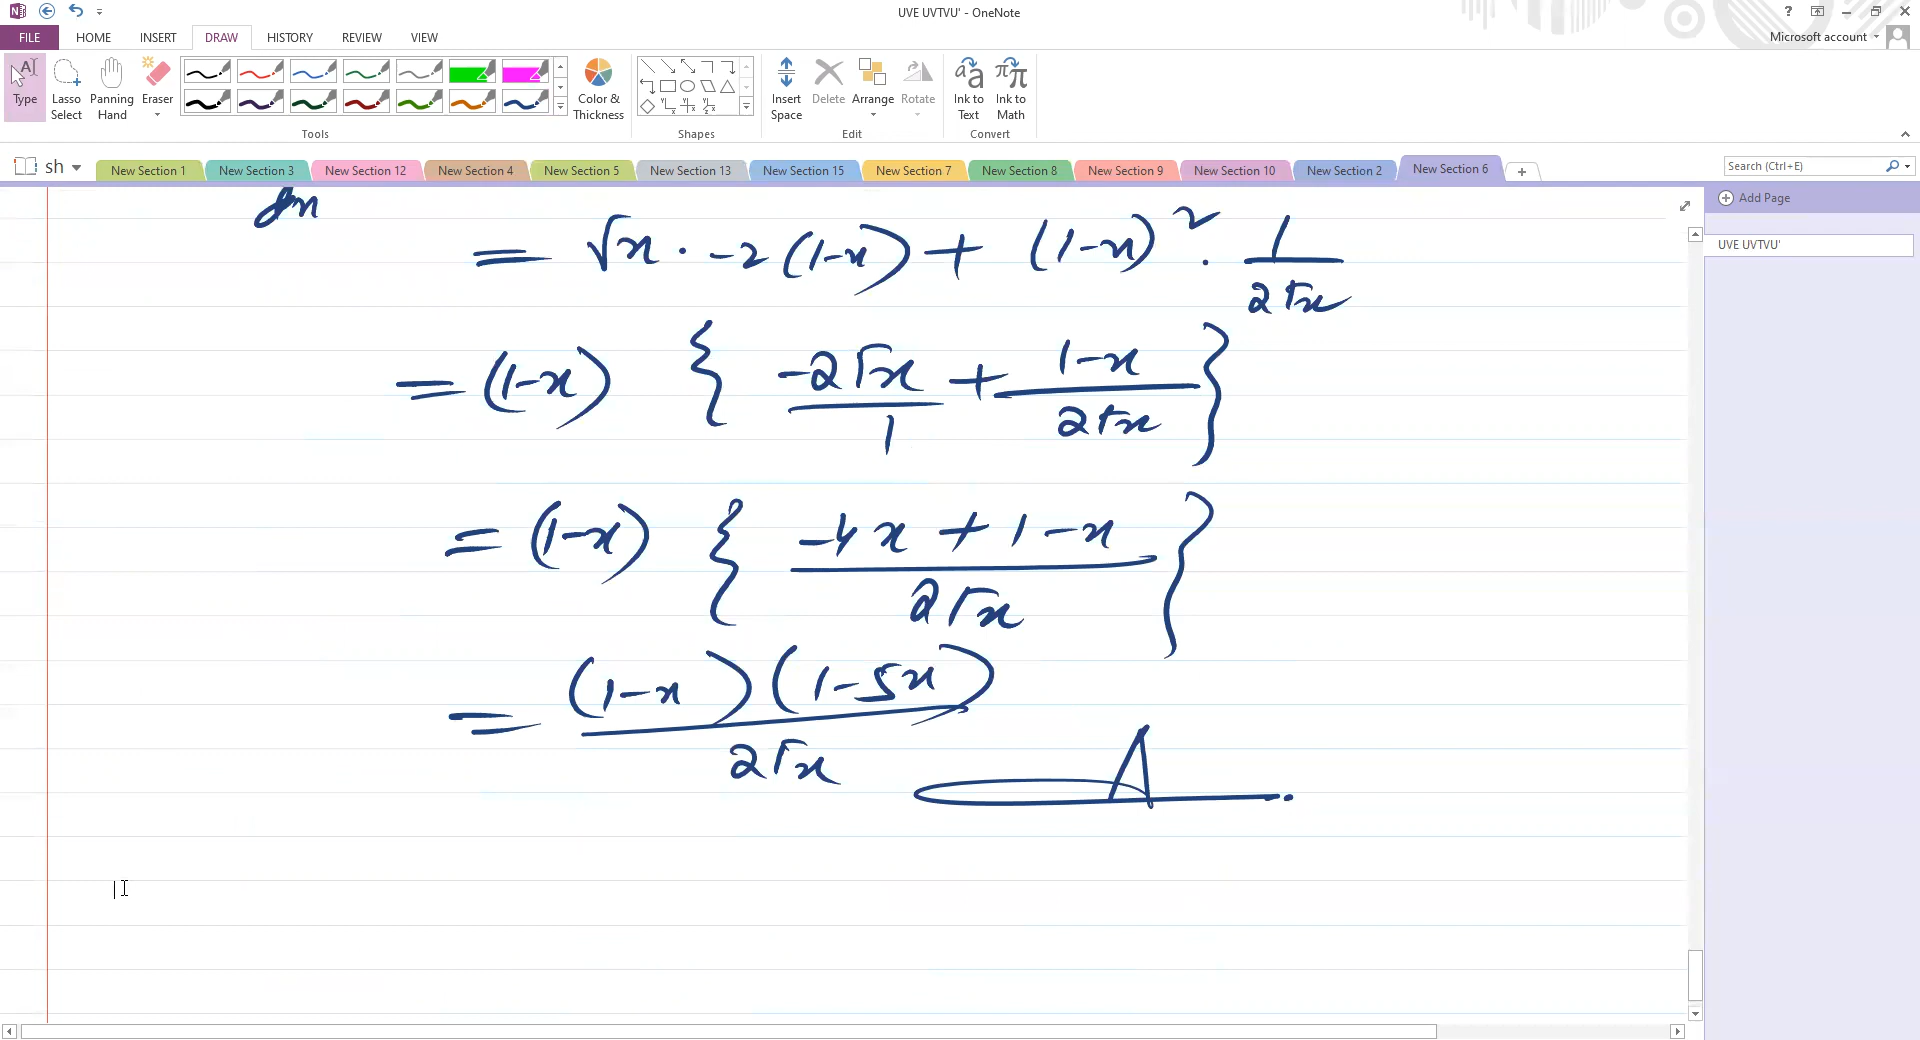 UVE UVTVU' - OneNote
?
Microsoft account
FILE HOME INSERT DRAW HISTORY REVIEW VIEW
Type
Lasso Select
Panning Hand
Eraser
Color & Thickness
Insert Space
Delete
Arrange
Rotate
Ink to Text
Ink to Math
Tools Shapes Edit Convert
sh New Section 1 New Section 3 New Section 12 New Section 4 New Section 5 New Section 13 New Section 15 New Section 7 New Section 8 New Section 9 New Section 10 New Section 2 New Section 6
Search (Ctrl+E)
Add Page
UVE UVTVU'
dx
= √x · -2(1-x) + (1-x)² · 1/2√x
= (1-x) { -2√x/1 + 1-x/2√x }
= (1-x) { -4x + 1-x/2√x }
= (1-x)(1-5x)/2√x
A